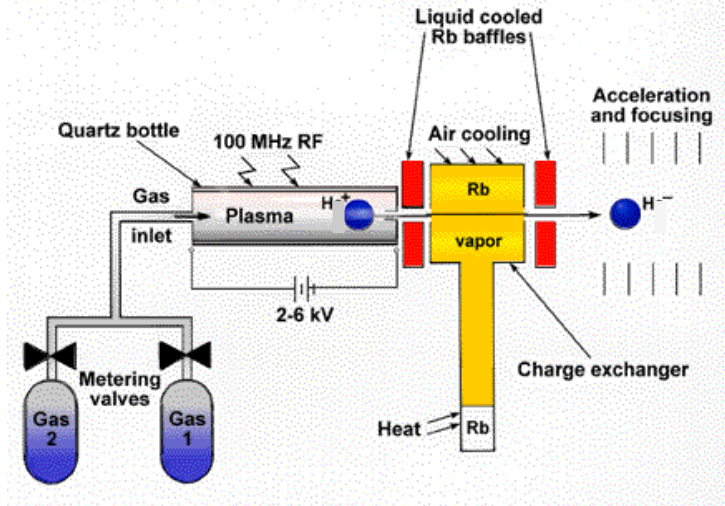 Liquid cooled
Rb baffles
Acceleration
and focusing
Quartz bottle
100 MHz RF
Air cooling
Gas
inlet
Plasma
H-+
Rb
vapor
H-−
2-6 kV
Metering
valves
Charge exchanger
Gas
2
Gas
1
Heat
Rb